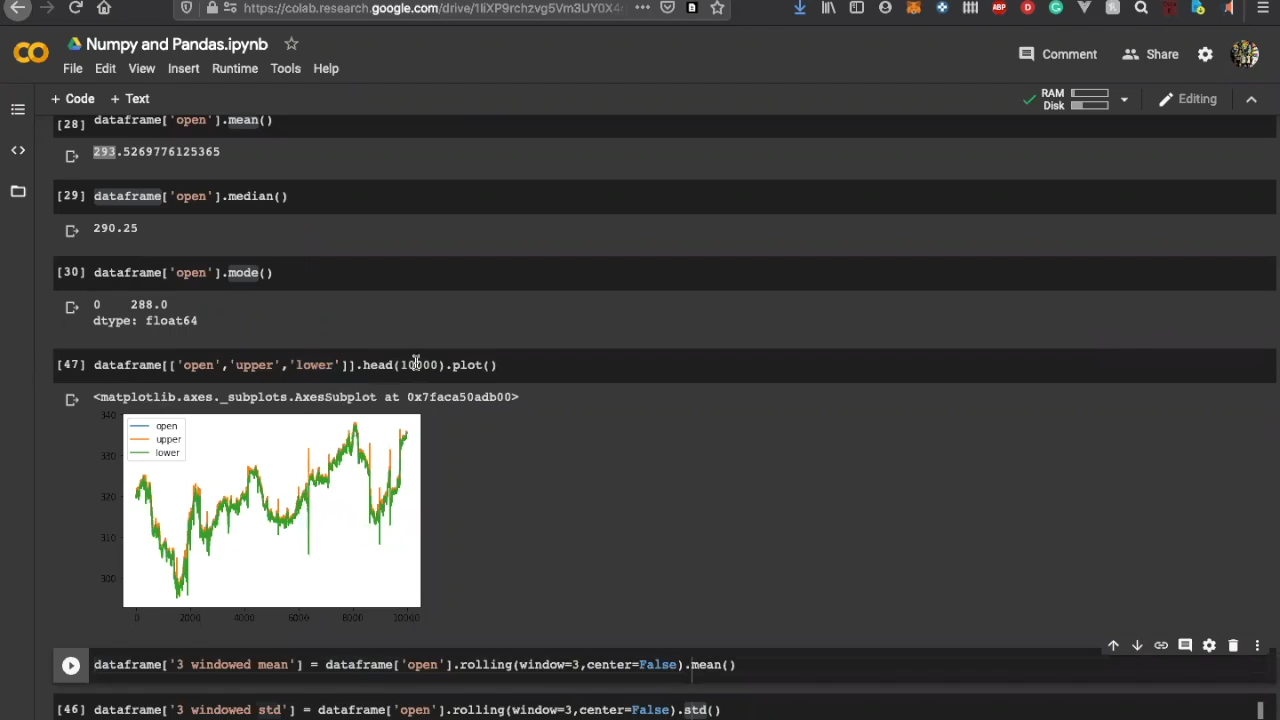 https://colab.research.google.com/drive/1IiXP9rchzvg5Vm3UY0X4
ABP
Numpy and Pandas.ipynb
Comment
Share
File Edit View Insert Runtime Tools Help
+ Code + Text
RAM
Disk
Editing
[28] dataframe['open'].mean()
293.5269776125365
[29] dataframe['open'].median()
290.25
[30] dataframe['open'].mode()
0 288.0
dtype: float64
[47] dataframe[['open','upper','lower']].head(10000).plot()
<matplotlib.axes._subplots.AxesSubplot at 0x7faca50adb00>
340
330
320
310
300
open
upper
lower
0 2000 4000 6000 8000 10000
dataframe['3 windowed mean'] = dataframe['open'].rolling(window=3,center=False).mean()
[46] dataframe['3 windowed std'] = dataframe['open'].rolling(window=3,center=False).std()